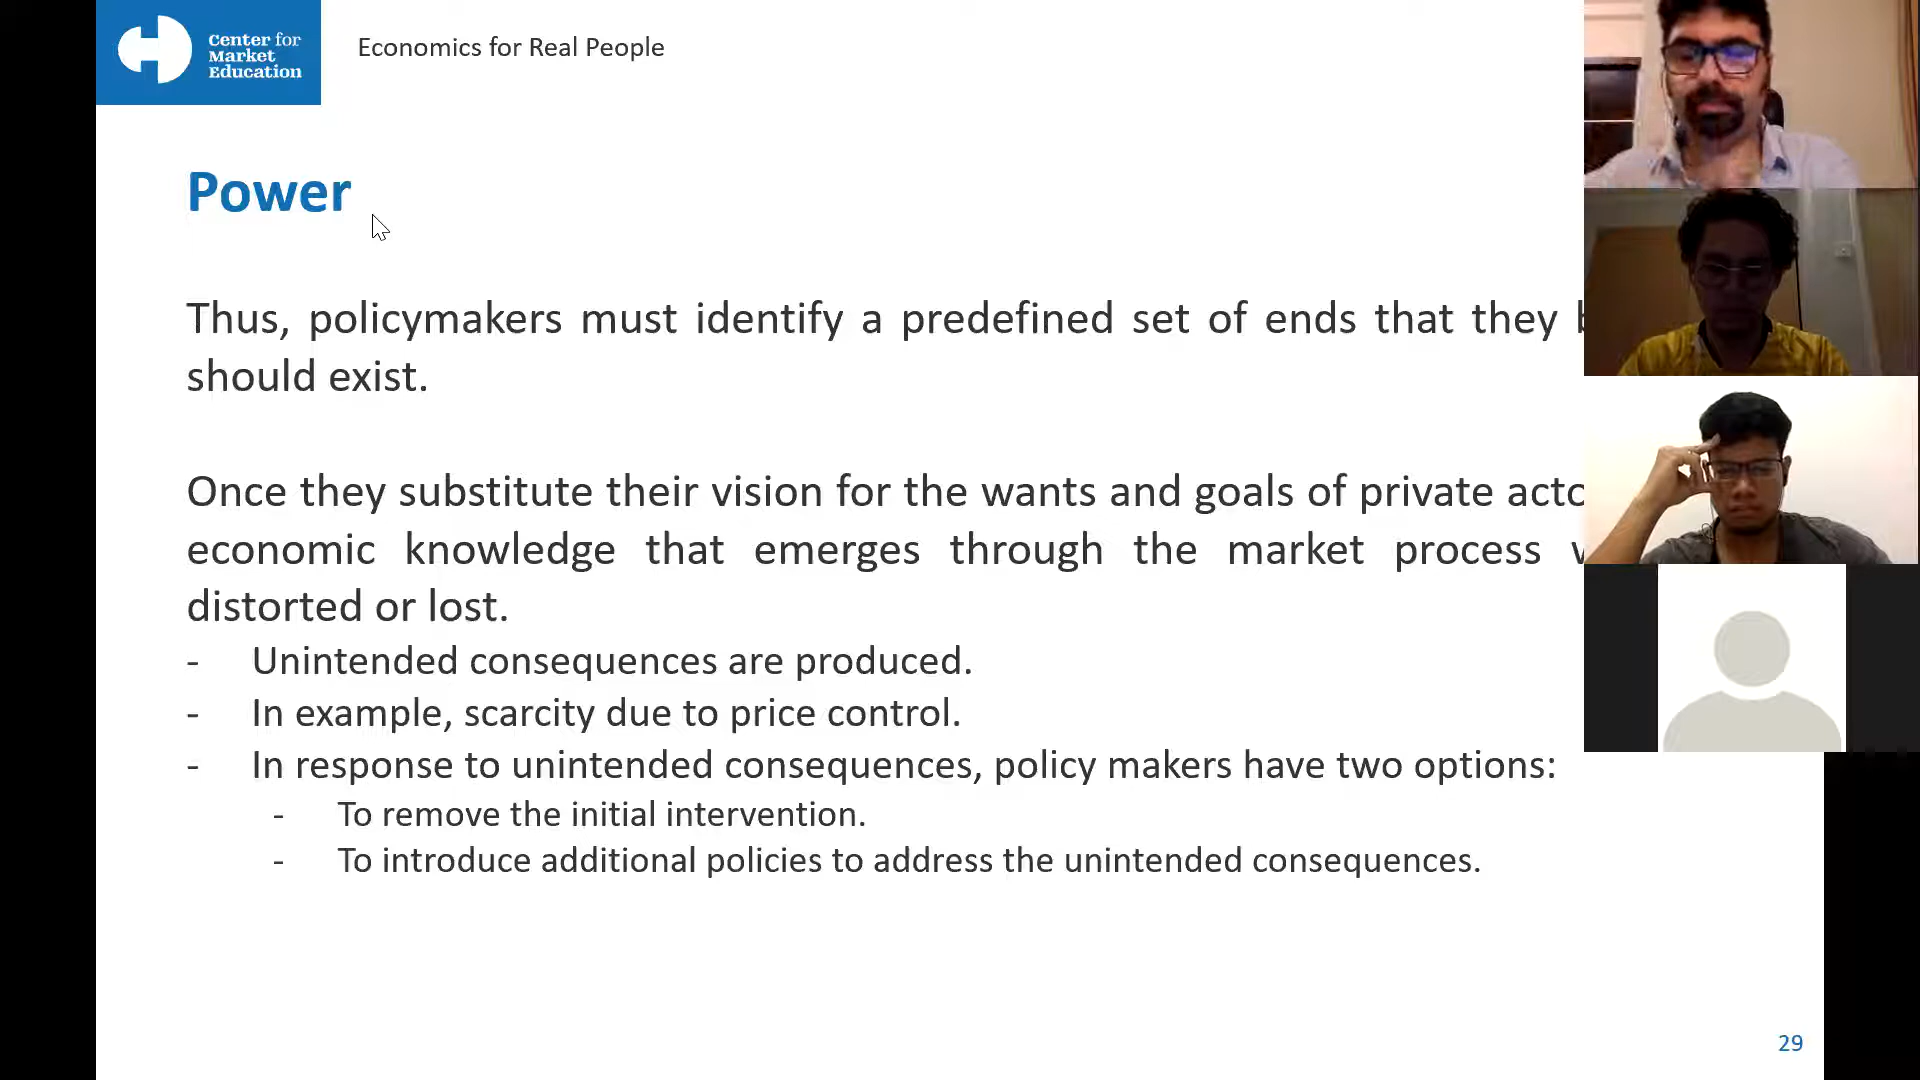 Center for
Market
Education
Economics for Real People
Power
Thus, policymakers must identify a predefined set of ends that they
should exist.
Once they substitute their vision for the wants and goals of private
economic knowledge that emerges through the market process
distorted or lost.
- Unintended consequences are produced.
- In example, scarcity due to price control.
- In response to unintended consequences, policy makers have two options:
- To remove the initial intervention.
- To introduce additional policies to address the unintended consequences.
29